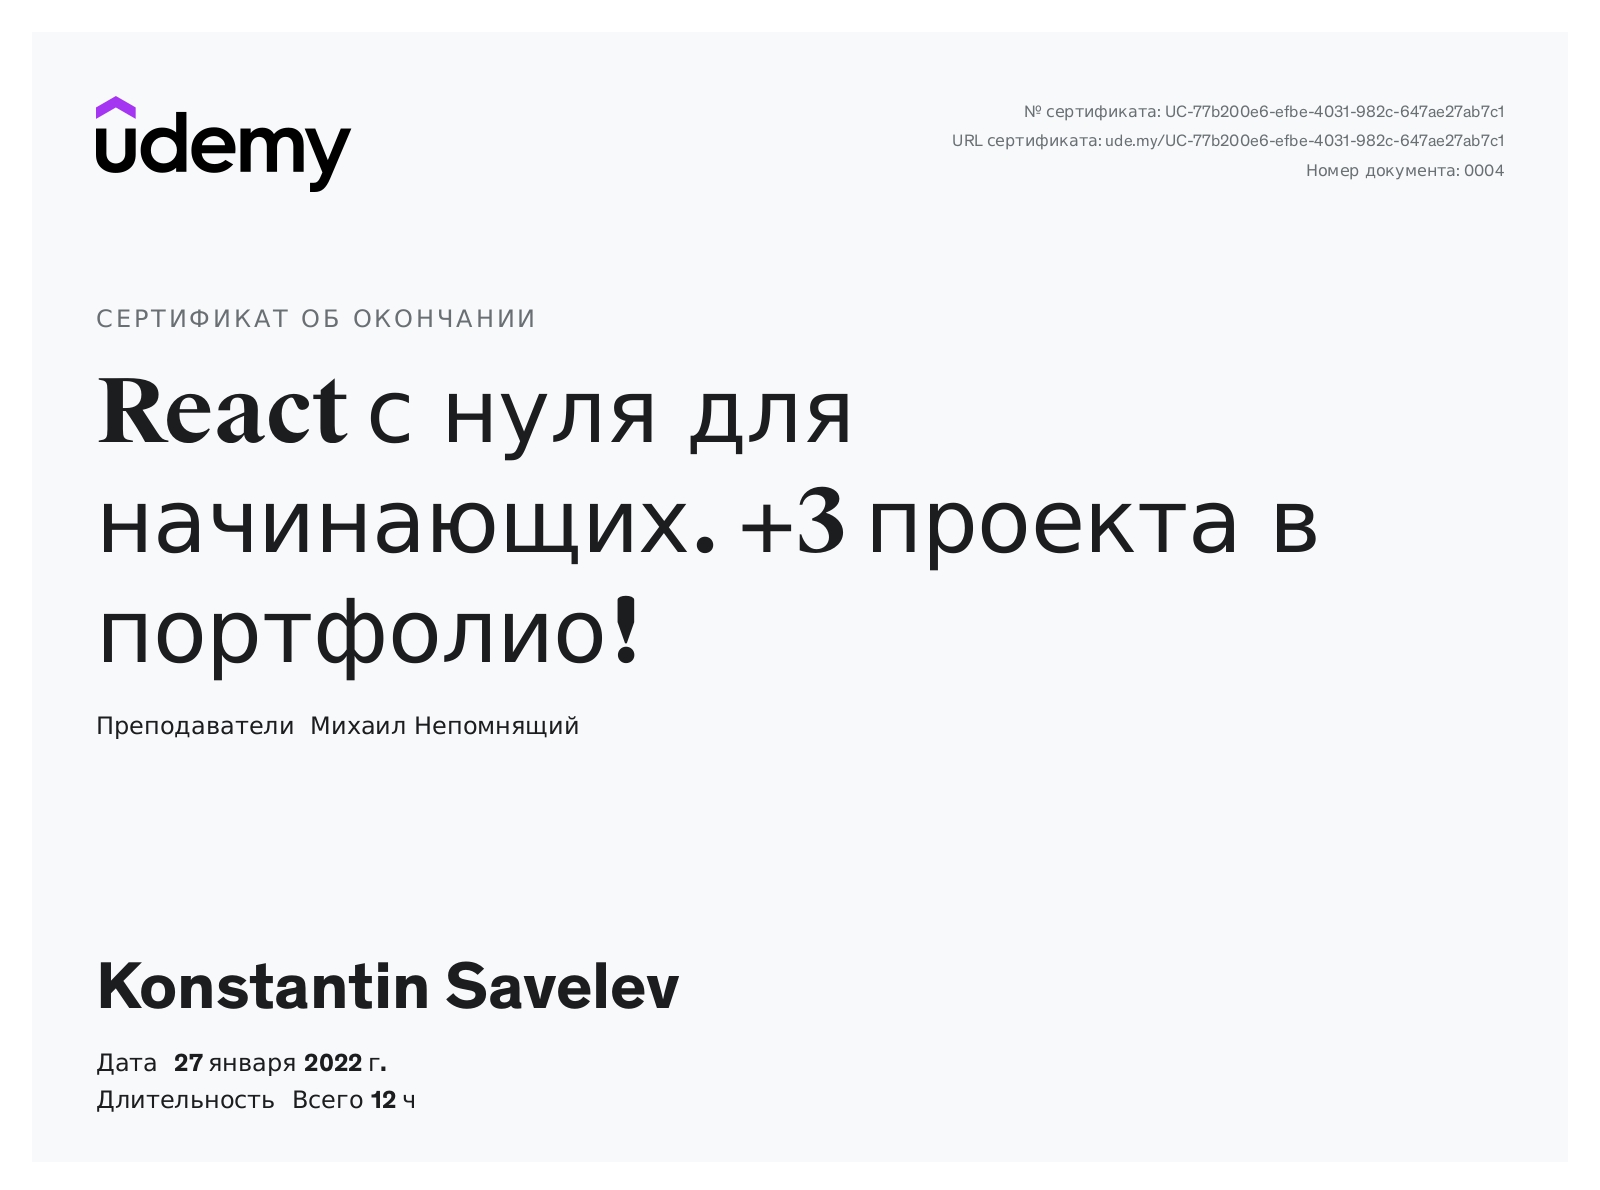 udemy
№ сертификата: UC-77b200e6-efbe-4031-982c-647ae27ab7c1
URL сертификата: ude.my/UC-77b200e6-efbe-4031-982c-647ae27ab7c1
Номер документа: 0004
СЕРТИФИКАТ ОБ ОКОНЧАНИИ
React с нуля для
начинающих. +3 проекта в
портфолио!
Преподаватели Михаил Непомнящий
Konstantin Savelev
Дата 27 января 2022 г.
Длительность Всего 12 ч